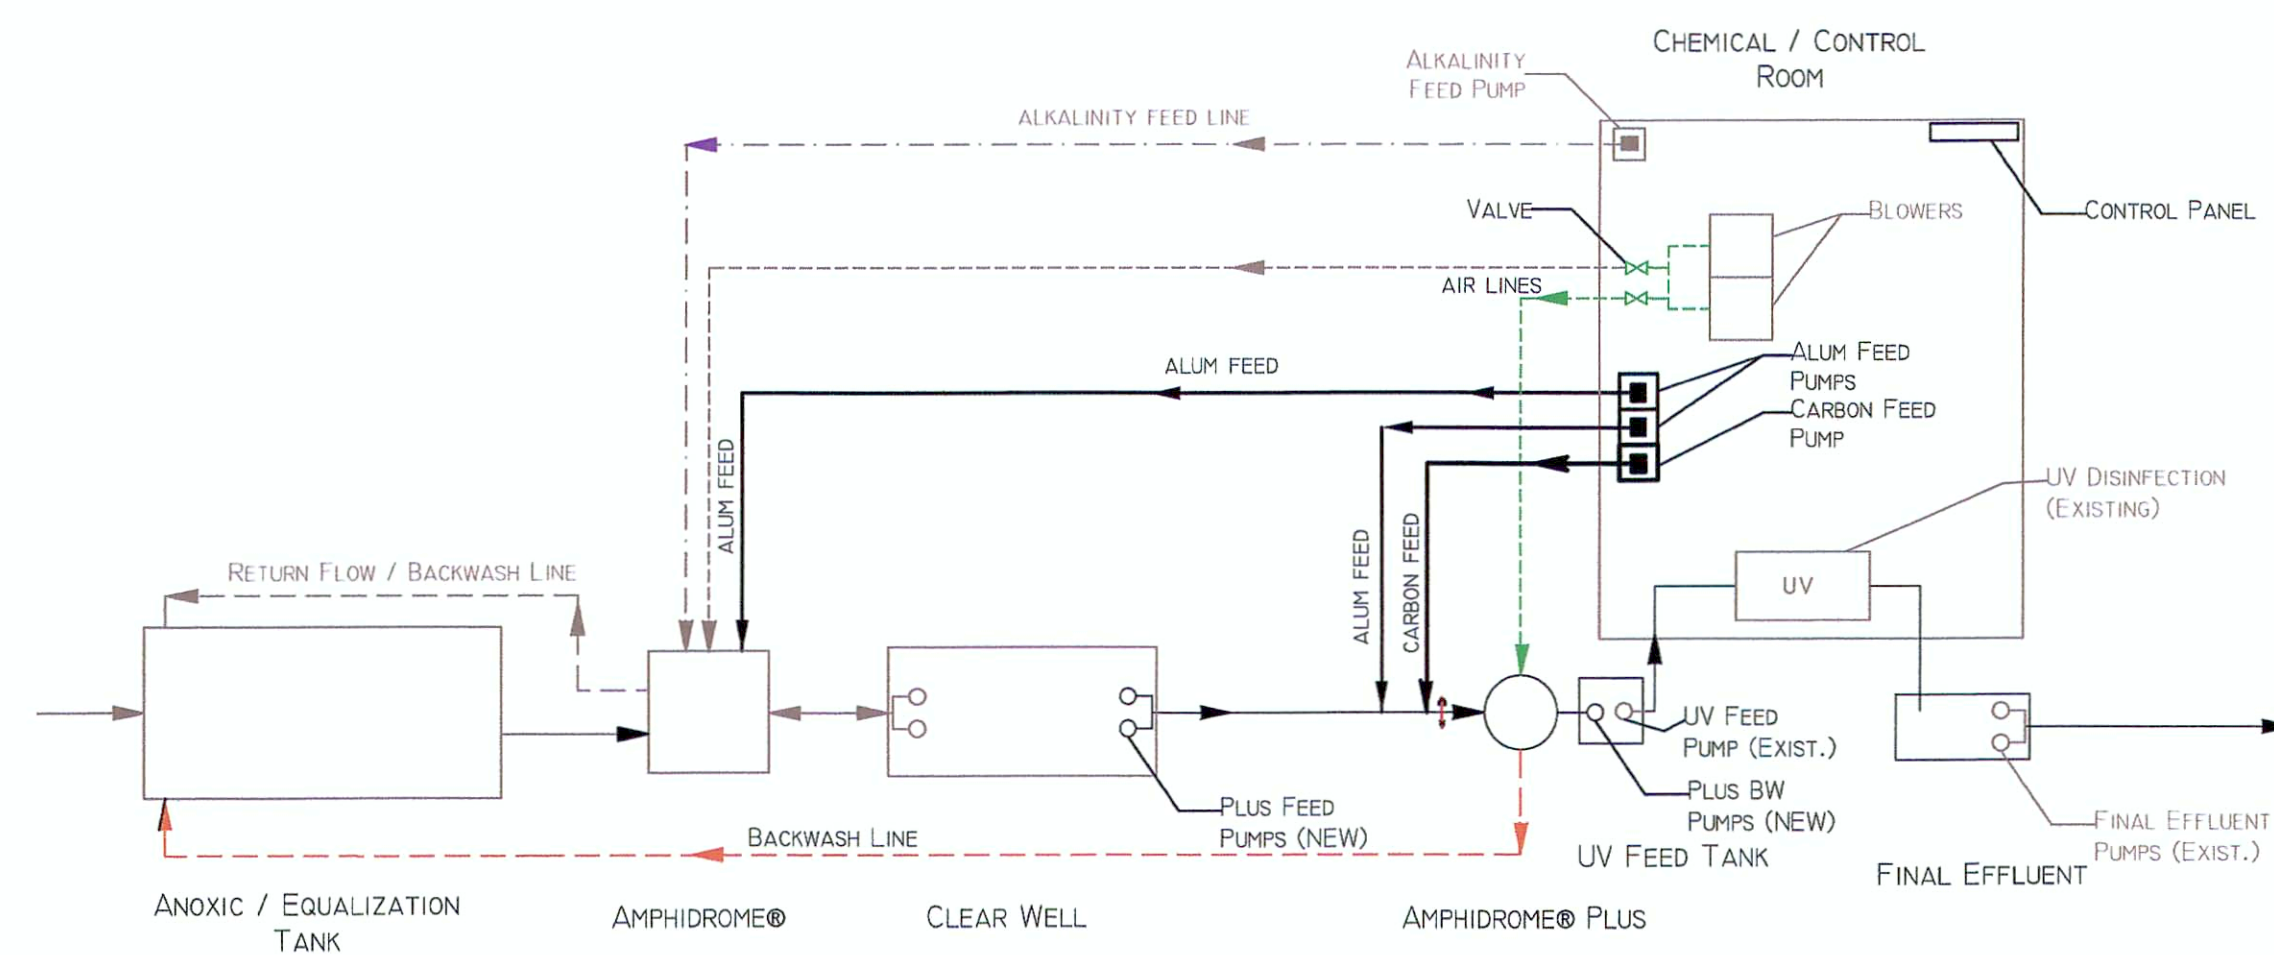 CHEMICAL / CONTROL
ROOM
ALKALINITY
FEED PUMP
ALKALINITY FEED LINE
VALVE
BLOWERS
CONTROL PANEL
AIR LINES
ALUM FEED
PUMPS
ALUM FEED
CARBON FEED
PUMP
ALUM FEED
UV DISINFECTION
(EXISTING)
ALUM FEED
CARBON FEED
RETURN FLOW / BACKWASH LINE
UV
UV FEED
PUMP (EXIST.)
PLUS BW
PUMPS (NEW)
PLUS FEED
PUMPS (NEW)
BACKWASH LINE
FINAL EFFLUENT
PUMPS (EXIST.)
UV FEED TANK
FINAL EFFLUENT
ANOXIC / EQUALIZATION
TANK
AMPHIDROME®
CLEAR WELL
AMPHIDROME® PLUS